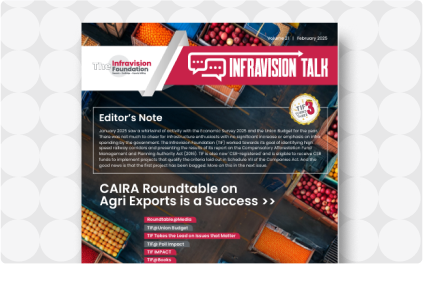 Volume 21 | February 2025
The Infravision
Foundation
INFRAVISION TALK
TIF
3
Editor's Note
January 2025 saw a whirlwind of activity with the Economic Survey 2025 and the Union Budget for the year.
There was not much to cheer for infrastructure enthusiasts with no significant increase or emphasis on infra
spending by the government. The Infravision Foundation (TIF) worked towards its goal of identifying high
speed railway corridors and presenting the results of its report on the Compensatory Afforestation Fund
Management and Planning Authority Act (2016). TIF is also now 'CSR-registered' and is eligible to receive CSR
funds to implement projects that qualify the criteria laid out in Schedule VII of the Companies Act. And the
good news is that the first project has been bagged. More on this in the next issue.
CAIRA Roundtable on
Agri Exports is a Success >>
Roundtable@Media
TIF@Union Budget
TIF Takes the Lead on Issues that Matter
TIF@ Poll Impact
TIF IMPACT
TIF@Books